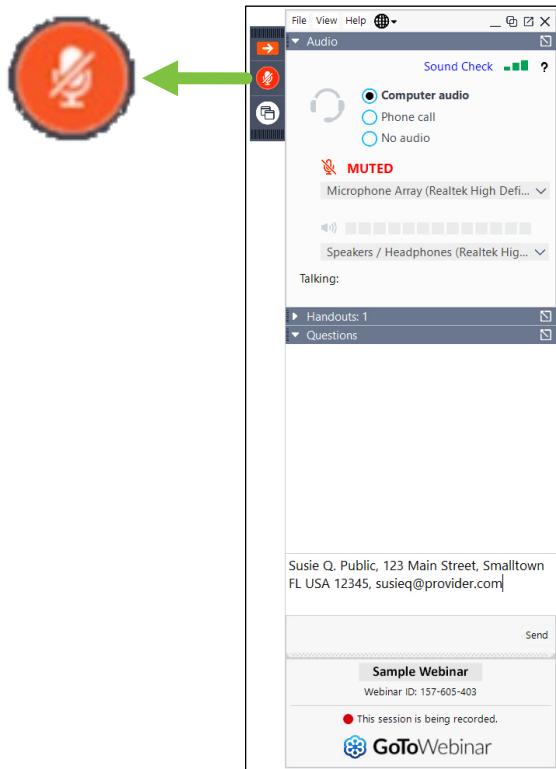 File View Help
Audio
Sound Check ?
Computer audio
Phone call
No audio
MUTED
Microphone Array (Realtek High Defi...
Speakers / Headphones (Realtek Hig...
Talking:
Handouts: 1
Questions
Susie Q. Public, 123 Main Street, Smalltown
FL USA 12345, susieq@provider.com
Send
Sample Webinar
Webinar ID: 157-605-403
This session is being recorded.
GoToWebinar